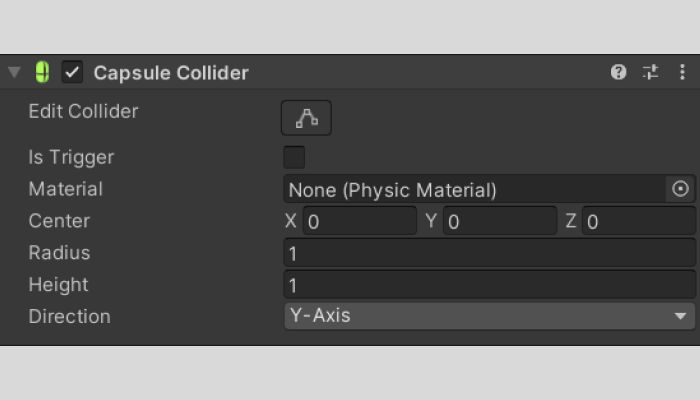 Capsule Collider
Edit Collider
Is Trigger
Material None (Physic Material)
Center X 0 Y 0 Z 0
Radius 1
Height 1
Direction Y-Axis